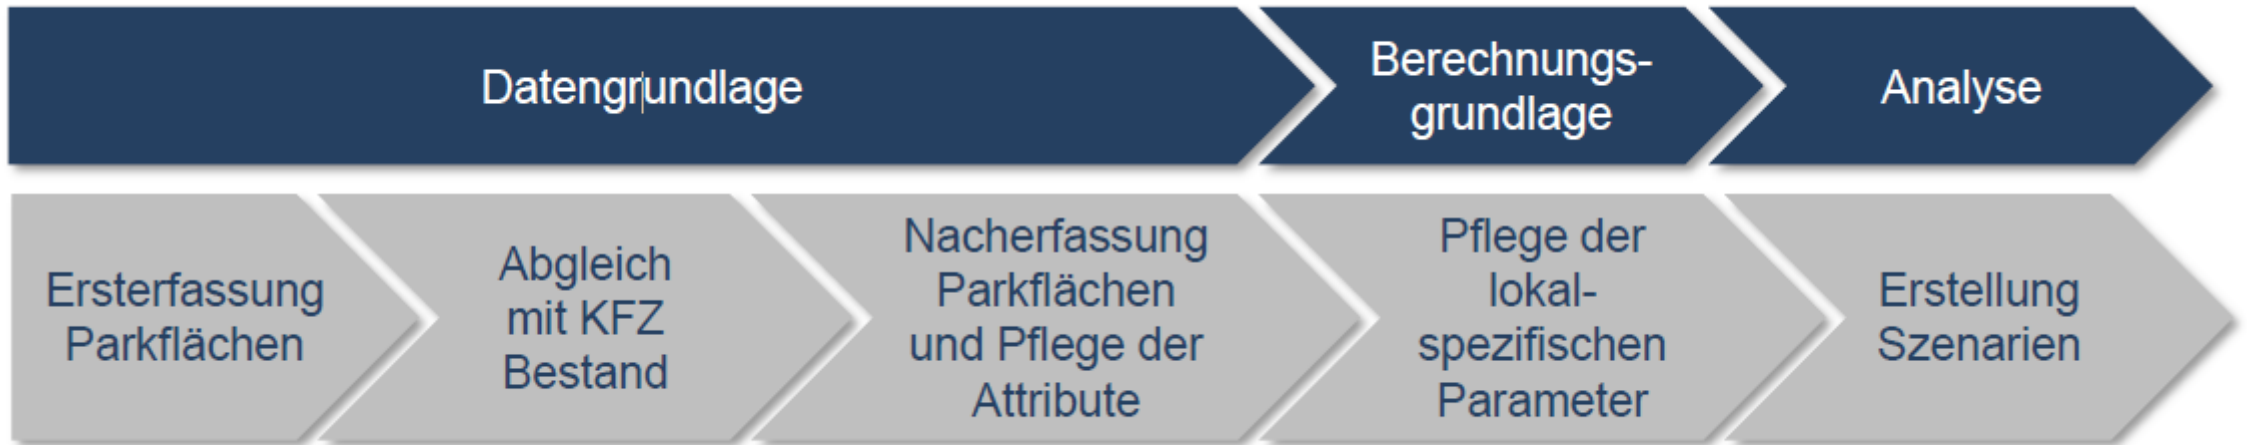 Datengrundlage
Berechnungs-
grundlage
Analyse
Ersterfassung
Parkflächen
Abgleich
mit KFZ
Bestand
Nacherfassung
Parkflächen
und Pflege der
Attribute
Pflege der
lokal-
spezifischen
Parameter
Erstellung
Szenarien